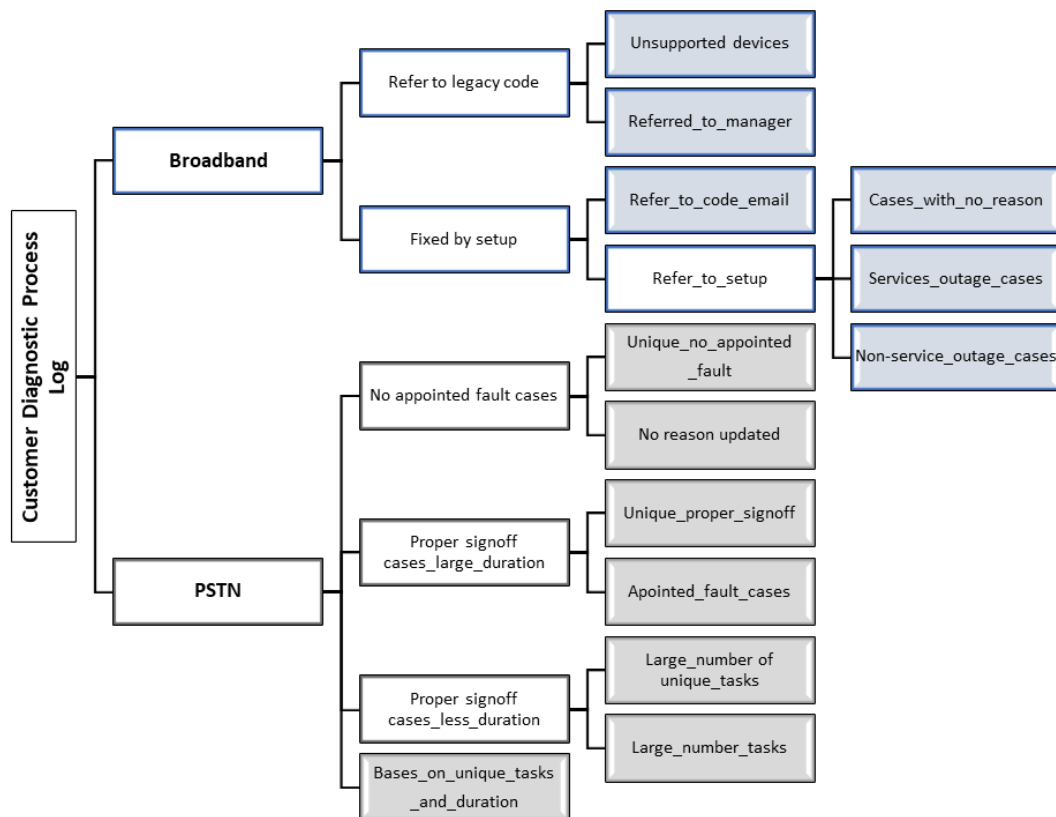 Customer Diagnostic Process
Log
Broadband
Refer to legacy code
Unsupported devices
Referred_to_manager
Fixed by setup
Refer_to_code_email
Refer_to_setup
Cases_with_no_reason
Services_outage_cases
Non-service_outage_cases
PSTN
No appointed fault cases
Unique_no_appointed
_fault
No reason updated
Proper signoff
cases_large_duration
Unique_proper_signoff
Apointed_fault_cases
Proper signoff
cases_less_duration
Large_number of
unique_tasks
Large_number_tasks
Bases_on_unique_tasks
_and_duration